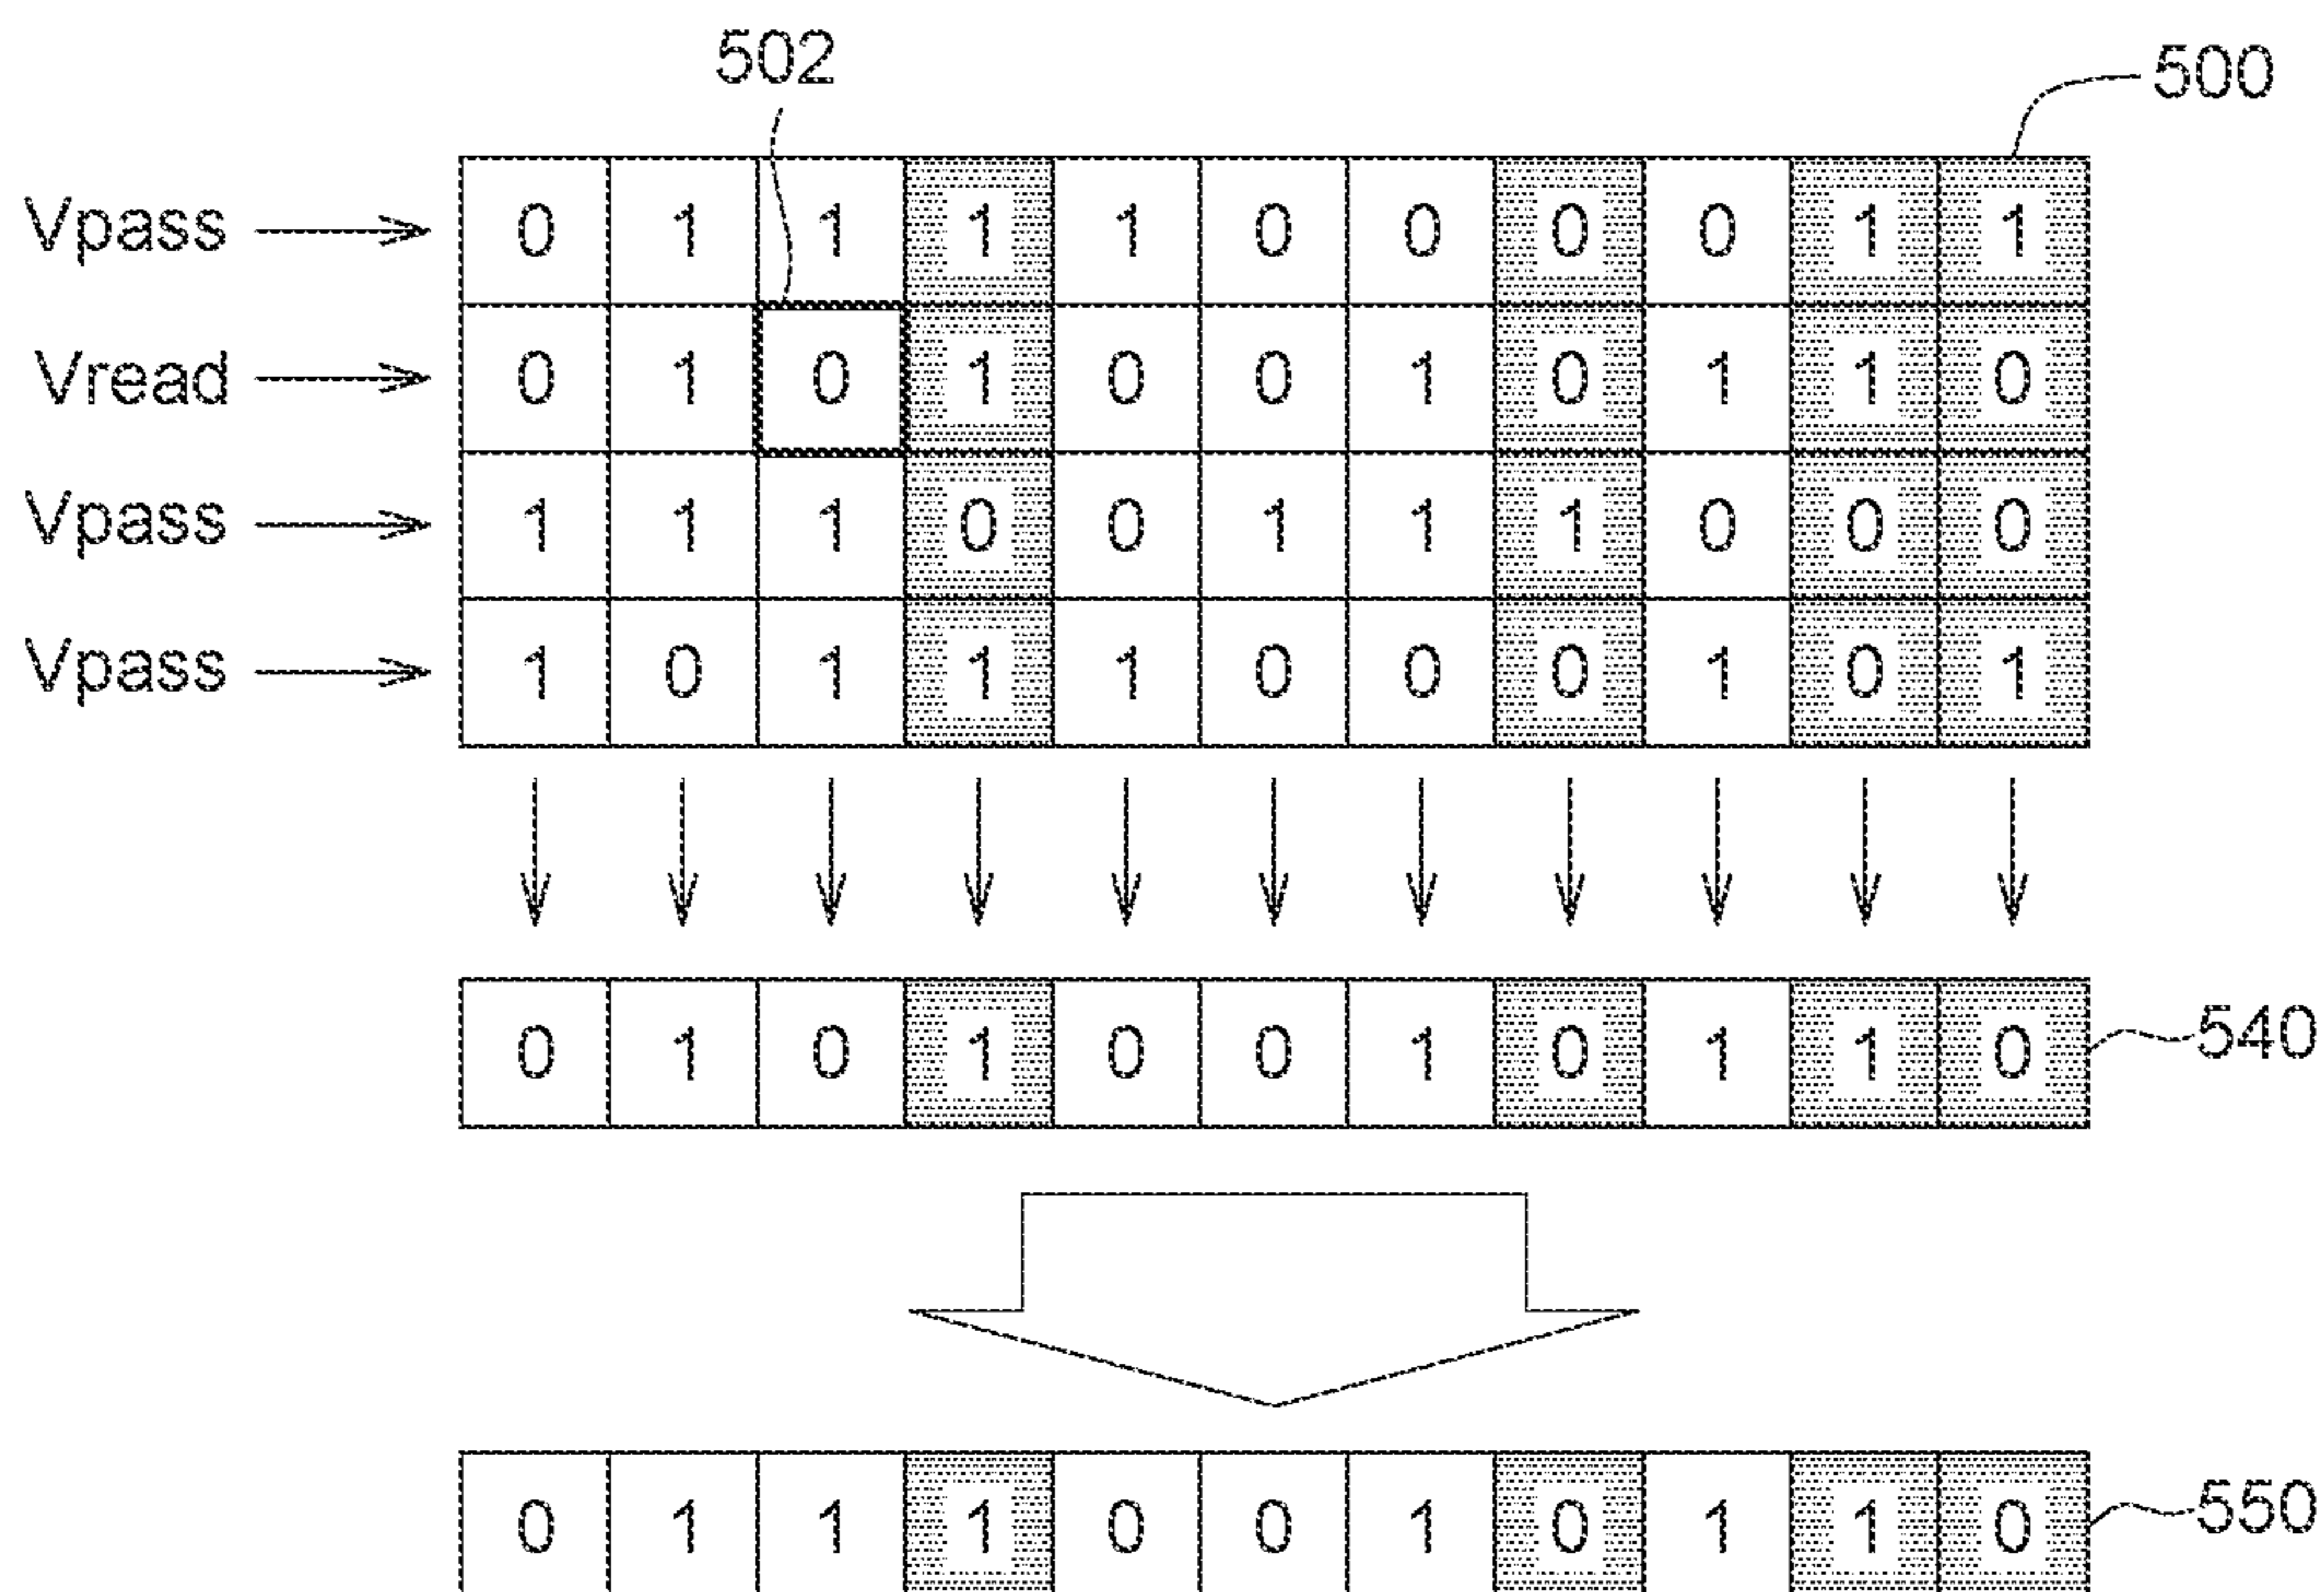 502
500
Vpass 0 1 1 1 1 0 0 0 0 1 1
Vread 0 1 0 1 0 0 1 0 1 1 0
Vpass 1 1 1 0 0 1 1 1 0 0 0
Vpass 1 0 1 1 1 0 0 0 1 0 1
0 1 0 1 0 0 1 0 1 1 0 540
0 1 1 1 0 0 1 0 1 1 0 550